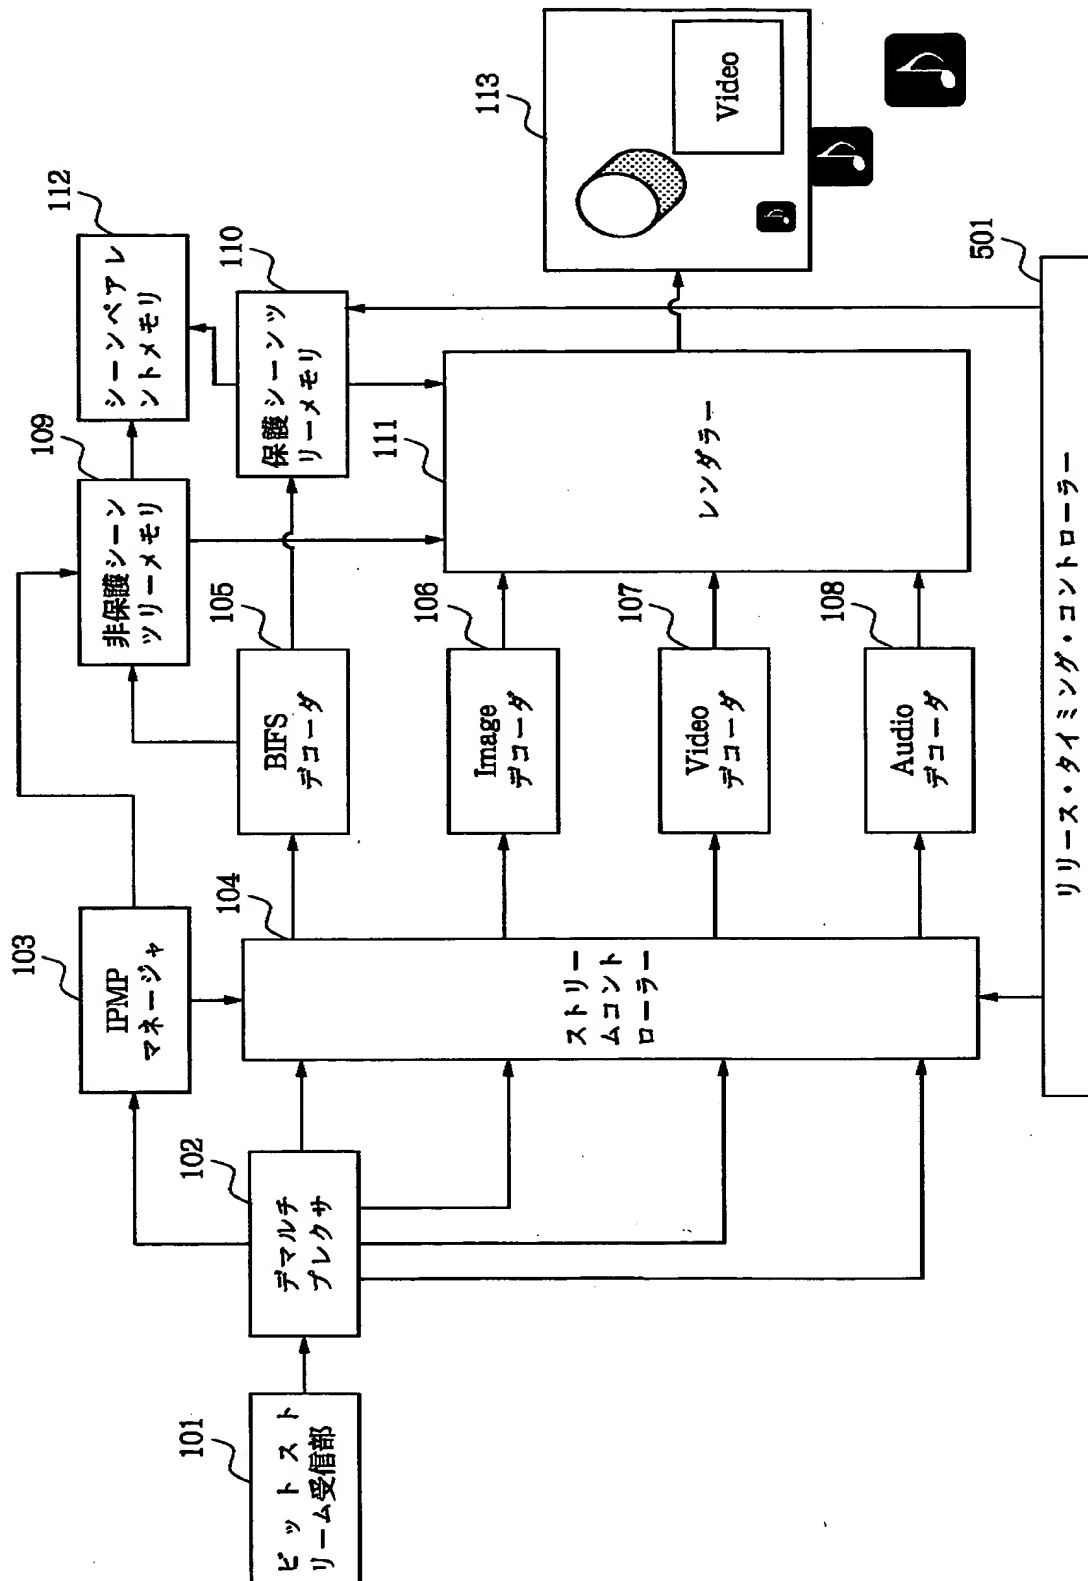 101
ビットスト
リーム受信部
102
デマルチ
プレクサ
103
IPMP
マネージャ
104
ストリー
ムコント
ローラー
105
BIFS
デコーダ
106
Image
デコーダ
107
Video
デコーダ
108
Audio
デコーダ
109
非保護シーン
ツリーメモリ
110
保護シーンツ
リーメモリ
111
レンダラー
112
シーンペアレ
ントメモリ
113
Video
501
リリース・タイミング・コントローラー